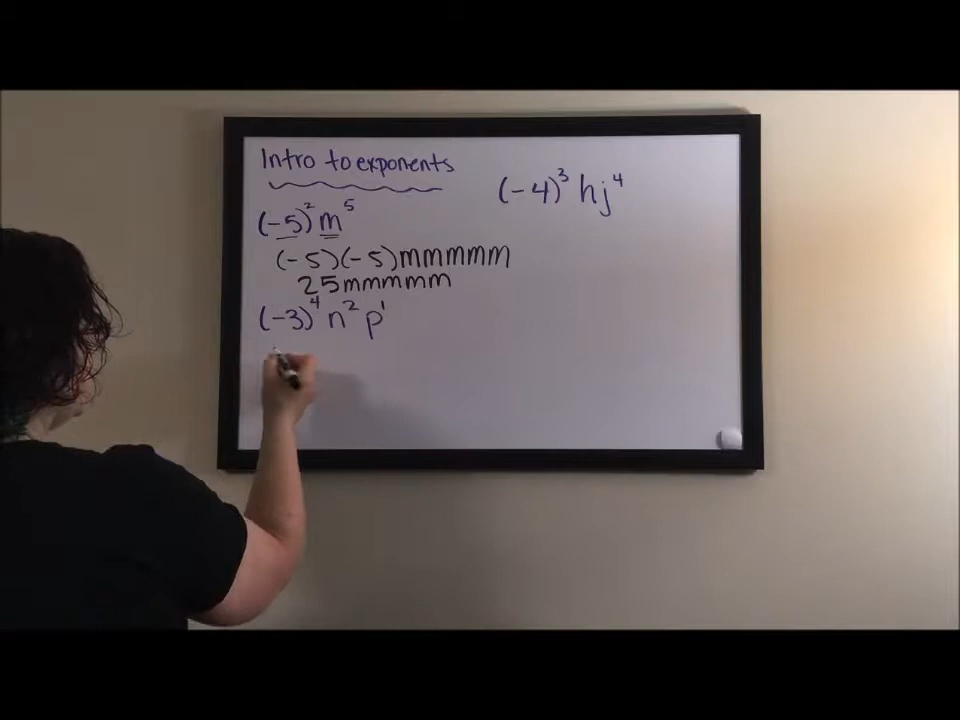 Intro to exponents
(-5)² m⁵
(-5)(-5)mmmmm
25mmmmm
(-3)⁴ n² p¹
(-4)³ hj⁴